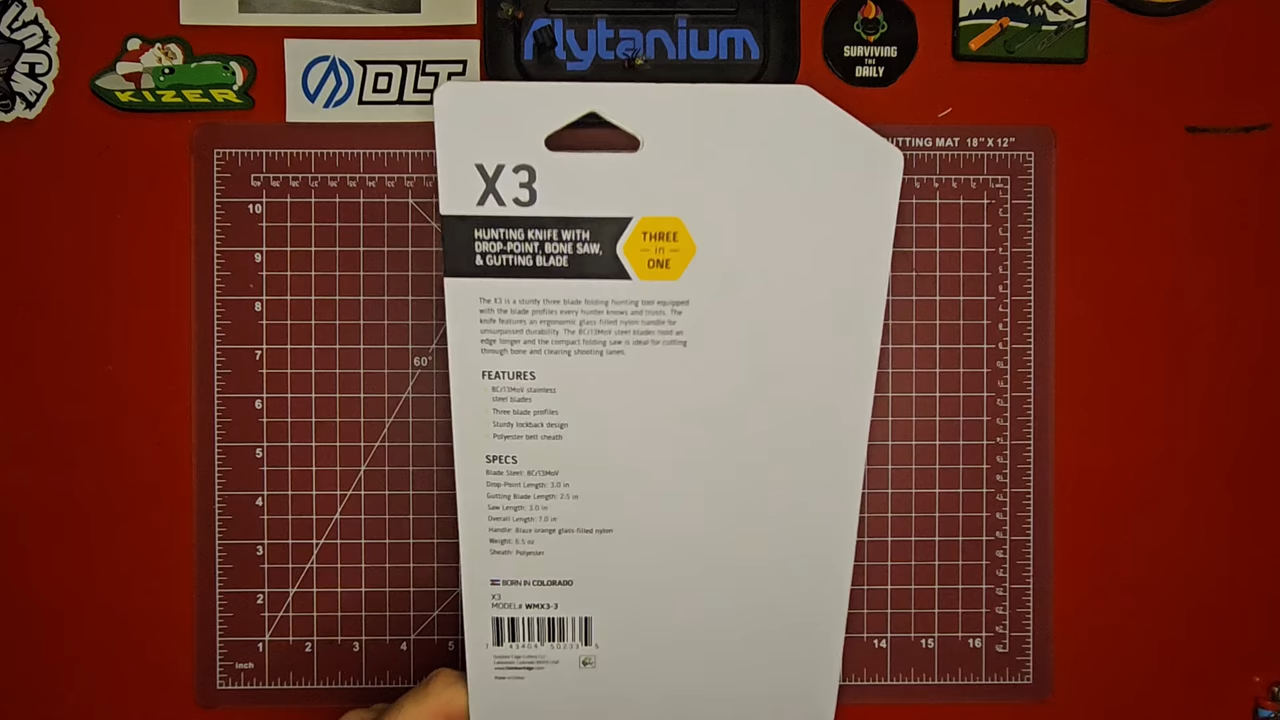 LOCK
KIZER
DLT
flytanium
SURVIVING
THE
DAILY
CUTTING MAT 18" X 12"
X3
HUNTING KNIFE WITH
DROP-POINT, BONE SAW,
& GUTTING BLADE
THREE
in
ONE
The X3 is a sturdy three blade folding hunting tool equipped
with the blade profiles every hunter knows and trusts. The
knife features an ergonomic glass-filled nylon handle for
unsurpassed durability. The 8Cr13MoV steel blades hold an
edge longer and the compact folding saw is ideal for cutting
through bone and clearing shooting lanes.
FEATURES
8Cr13MoV stainless
steel blades
Three blade profiles
Sturdy lockback design
Polyester belt sheath
SPECS
Blade Steel: 8Cr13MoV
Drop-Point Length: 3.0 in
Gutting Blade Length: 2.5 in
Saw Length: 3.0 in
Overall Length: 7.0 in
Handle: Blaze orange glass-filled nylon
Weight: 6.5 oz
Sheath: Polyester
BORN IN COLORADO
X3
MODEL# WMX3-3
7 43404 50233 5
10
9
8
7
6
5
4
3
2
1 2 3 4 5
inch
60°
14 15 16